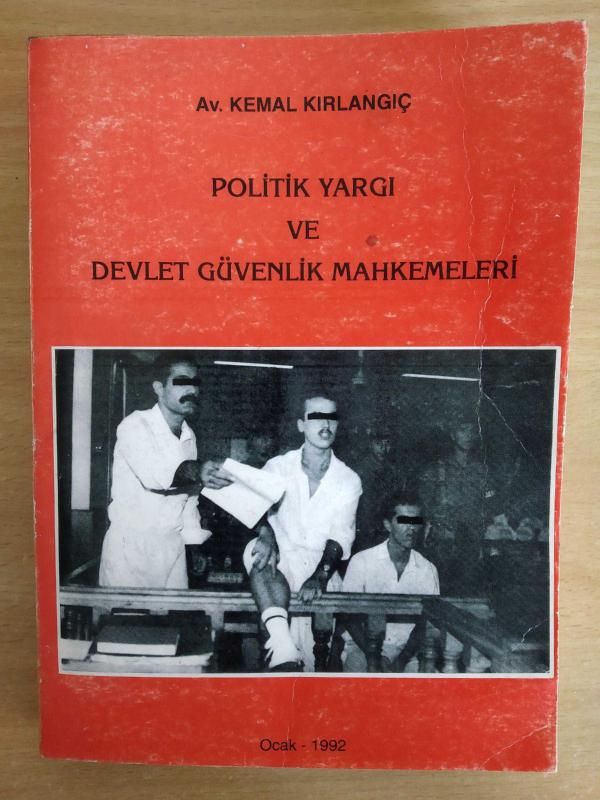 Av. KEMAL KIRLANGIÇ
POLİTİK YARGI
VE
DEVLET GÜVENLİK MAHKEMELERİ
Ocak - 1992